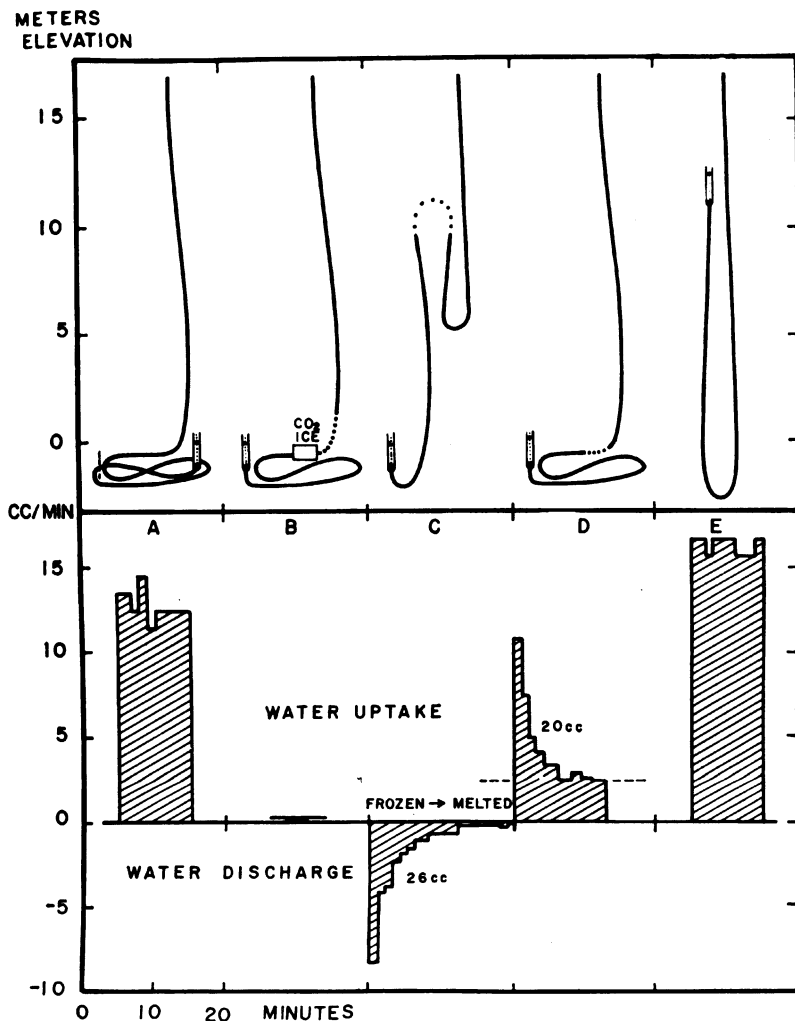 METERS
ELEVATION
15
10
5
0
CO2
ICE
CC/MIN
A B C D E
15
10
5
0
-5
-10
WATER UPTAKE
20cc
FROZEN → MELTED
WATER DISCHARGE
26cc
0 10 20 MINUTES